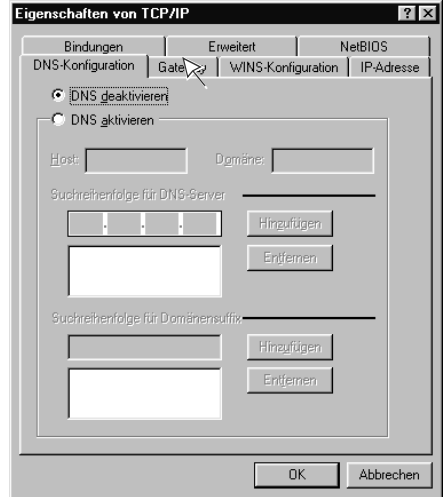 Eigenschaften von TCP/IP
Bindungen Erweitert NetBIOS
DNS-Konfiguration WINS-Konfiguration IP-Adresse
DNS deaktivieren
DNS aktivieren
Host: Domäne:
Suchreihenfolge für DNS-Server
Hinzufügen
Entfernen
Suchreihenfolge für Domänensuffix
Hinzufügen
Entfernen
OK Abbrechen